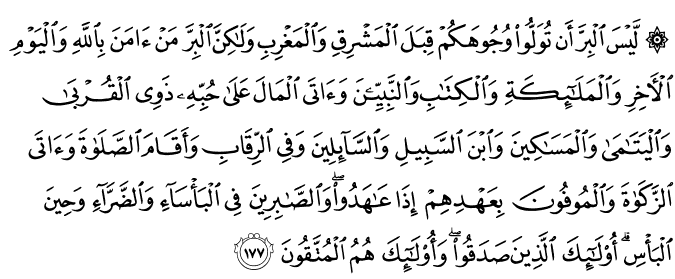 ۞ لَّيْسَ ٱلْبِرَّ أَن تُوَلُّوا۟ وُجُوهَكُمْ قِبَلَ ٱلْمَشْرِقِ وَٱلْمَغْرِبِ وَلَٰكِنَّ ٱلْبِرَّ مَنْ ءَامَنَ بِٱللَّهِ وَٱلْيَوْمِ
ٱلْءَاخِرِ وَٱلْمَلَٰٓئِكَةِ وَٱلْكِتَٰبِ وَٱلنَّبِيِّۦنَ وَءَاتَى ٱلْمَالَ عَلَىٰ حُبِّهِۦ ذَوِى ٱلْقُرْبَىٰ
وَٱلْيَتَٰمَىٰ وَٱلْمَسَٰكِينَ وَٱبْنَ ٱلسَّبِيلِ وَٱلسَّآئِلِينَ وَفِى ٱلرِّقَابِ وَأَقَامَ ٱلصَّلَوٰةَ وَءَاتَى
ٱلزَّكَوٰةَ وَٱلْمُوفُونَ بِعَهْدِهِمْ إِذَا عَٰهَدُوا۟ ۖ وَٱلصَّٰبِرِينَ فِى ٱلْبَأْسَآءِ وَٱلضَّرَّآءِ وَحِينَ
ٱلْبَأْسِ ۗ أُو۟لَٰٓئِكَ ٱلَّذِينَ صَدَقُوا۟ ۖ وَأُو۟لَٰٓئِكَ هُمُ ٱلْمُتَّقُونَ ١٧٧